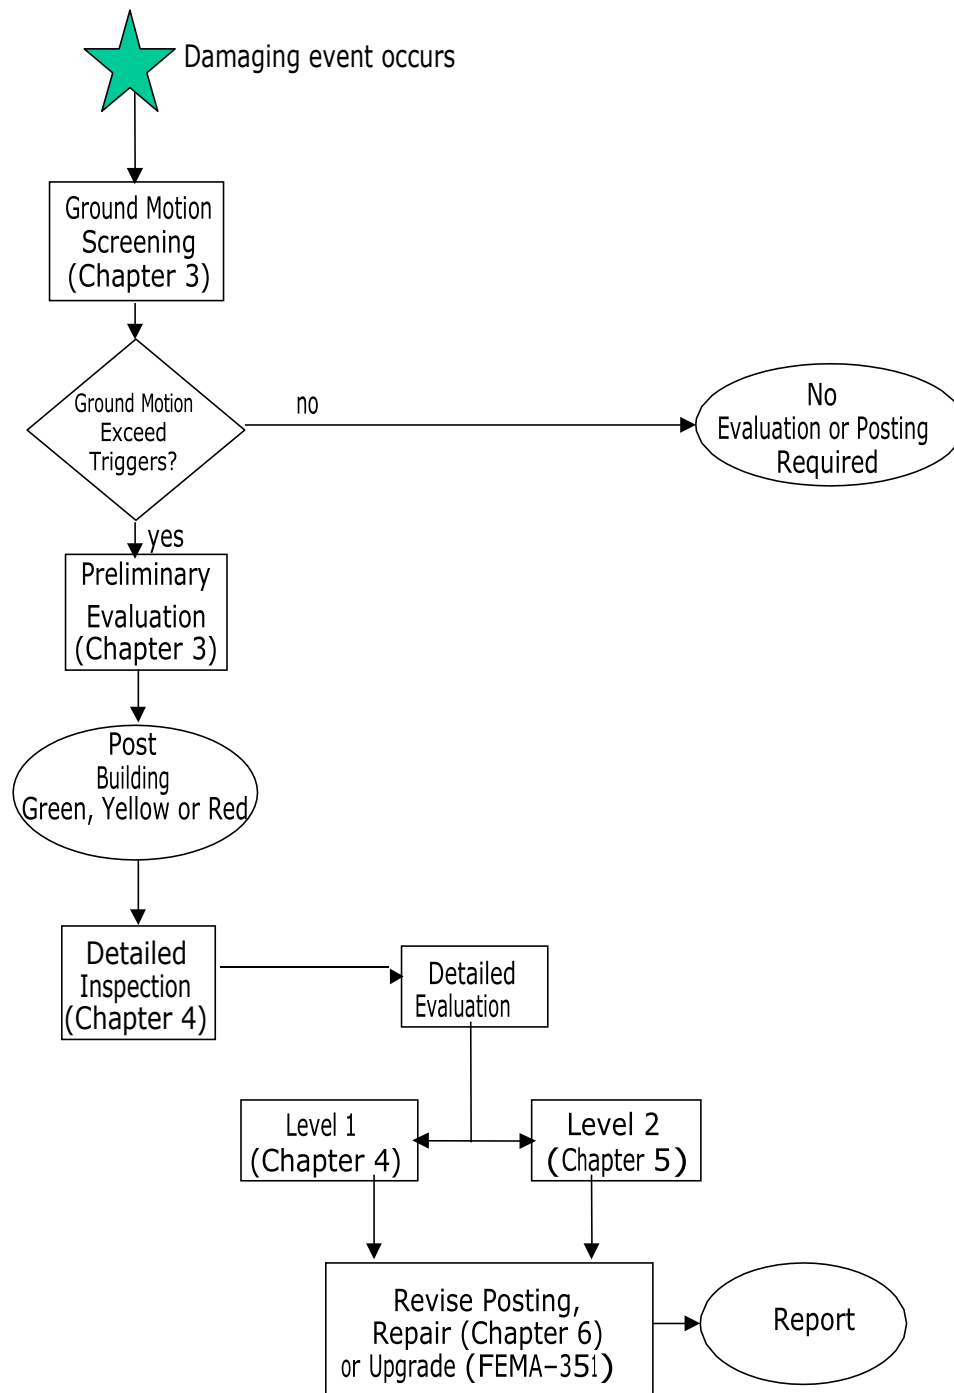 Damaging event occurs
Ground Motion
Screening
(Chapter 3)
Ground Motion
Exceed
Triggers?
no
No
Evaluation or Posting
Required
yes
Preliminary
Evaluation
(Chapter 3)
Post
Building
Green, Yellow or Red
Detailed
Inspection
(Chapter 4)
Detailed
Evaluation
Level 1
(Chapter 4)
Level 2
(Chapter 5)
Revise Posting,
Repair (Chapter 6)
or Upgrade (FEMA-351)
Report